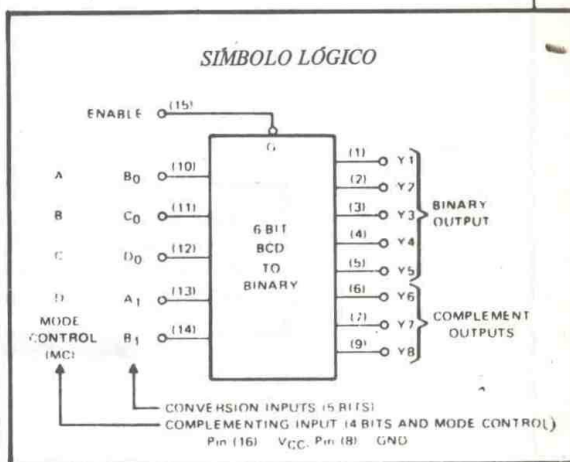 SÍMBOLO LÓGICO
ENABLE (15)
G
A B0 (10)
B C0 (11)
C D0 (12)
D A1 (13)
MODE CONTROL (MC) B1 (14)
6 BIT
BCD
TO
BINARY
(1) Y1
(2) Y2
(3) Y3
(4) Y4
(5) Y5
BINARY
OUTPUT
(6) Y6
(7) Y7
(9) Y8
COMPLEMENT
OUTPUTS
CONVERSION INPUTS (5 BITS)
COMPLEMENTING INPUT (4 BITS AND MODE CONTROL)
Pin (16) VCC, Pin (8) GND